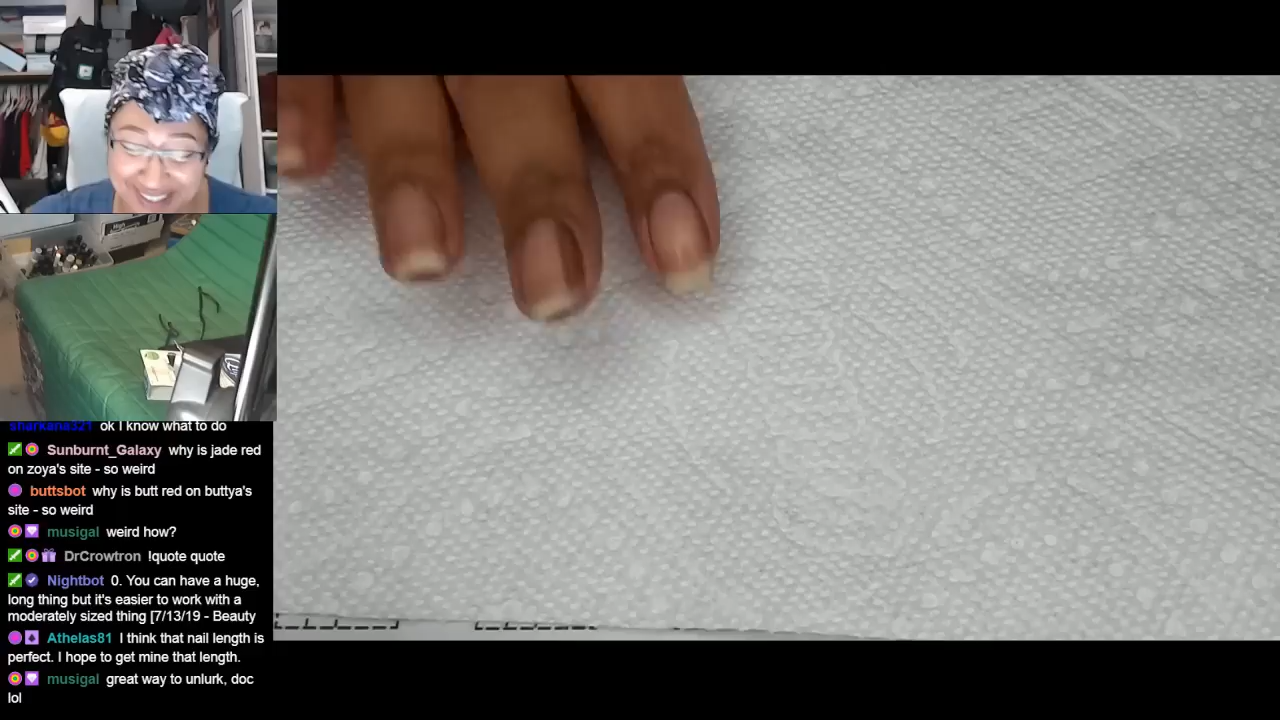 sharkena321 ok I know what to do
Sunburnt_Galaxy why is jade red
on zoya's site - so weird
buttsbot why is butt red on buttya's
site - so weird
musigal weird how?
DrCrowtron !quote quote
Nightbot 0. You can have a huge,
long thing but it's easier to work with a
moderately sized thing [7/13/19 - Beauty
Athelas81 I think that nail length is
perfect. I hope to get mine that length.
musigal great way to unlurk, doc
lol